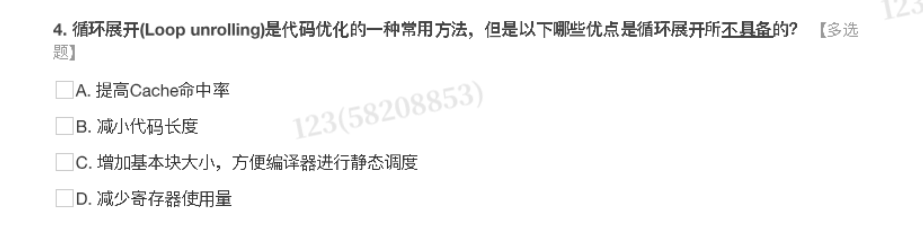 123
4. 循环展开(Loop unrolling)是代码优化的一种常用方法，但是以下哪些优点是循环展开所不具备的？ 【多选
题】
A. 提高Cache命中率
123(58208853)
B. 减小代码长度
C. 增加基本块大小，方便编译器进行静态调度
D. 减少寄存器使用量